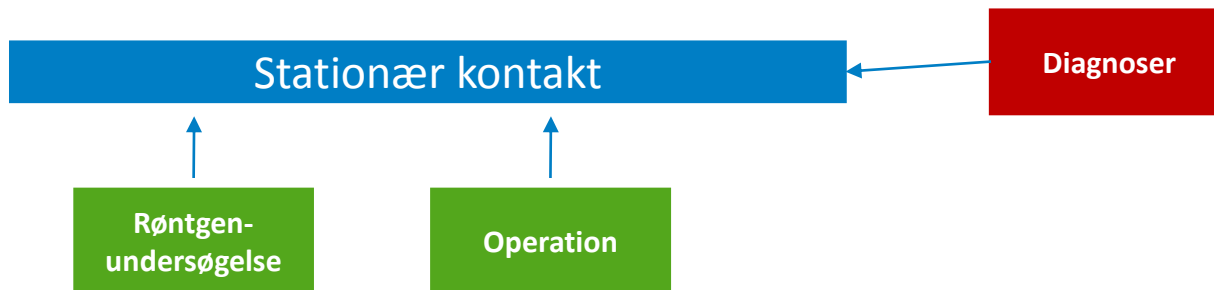 Stationær kontakt
Diagnoser
Røntgen-
undersøgelse
Operation